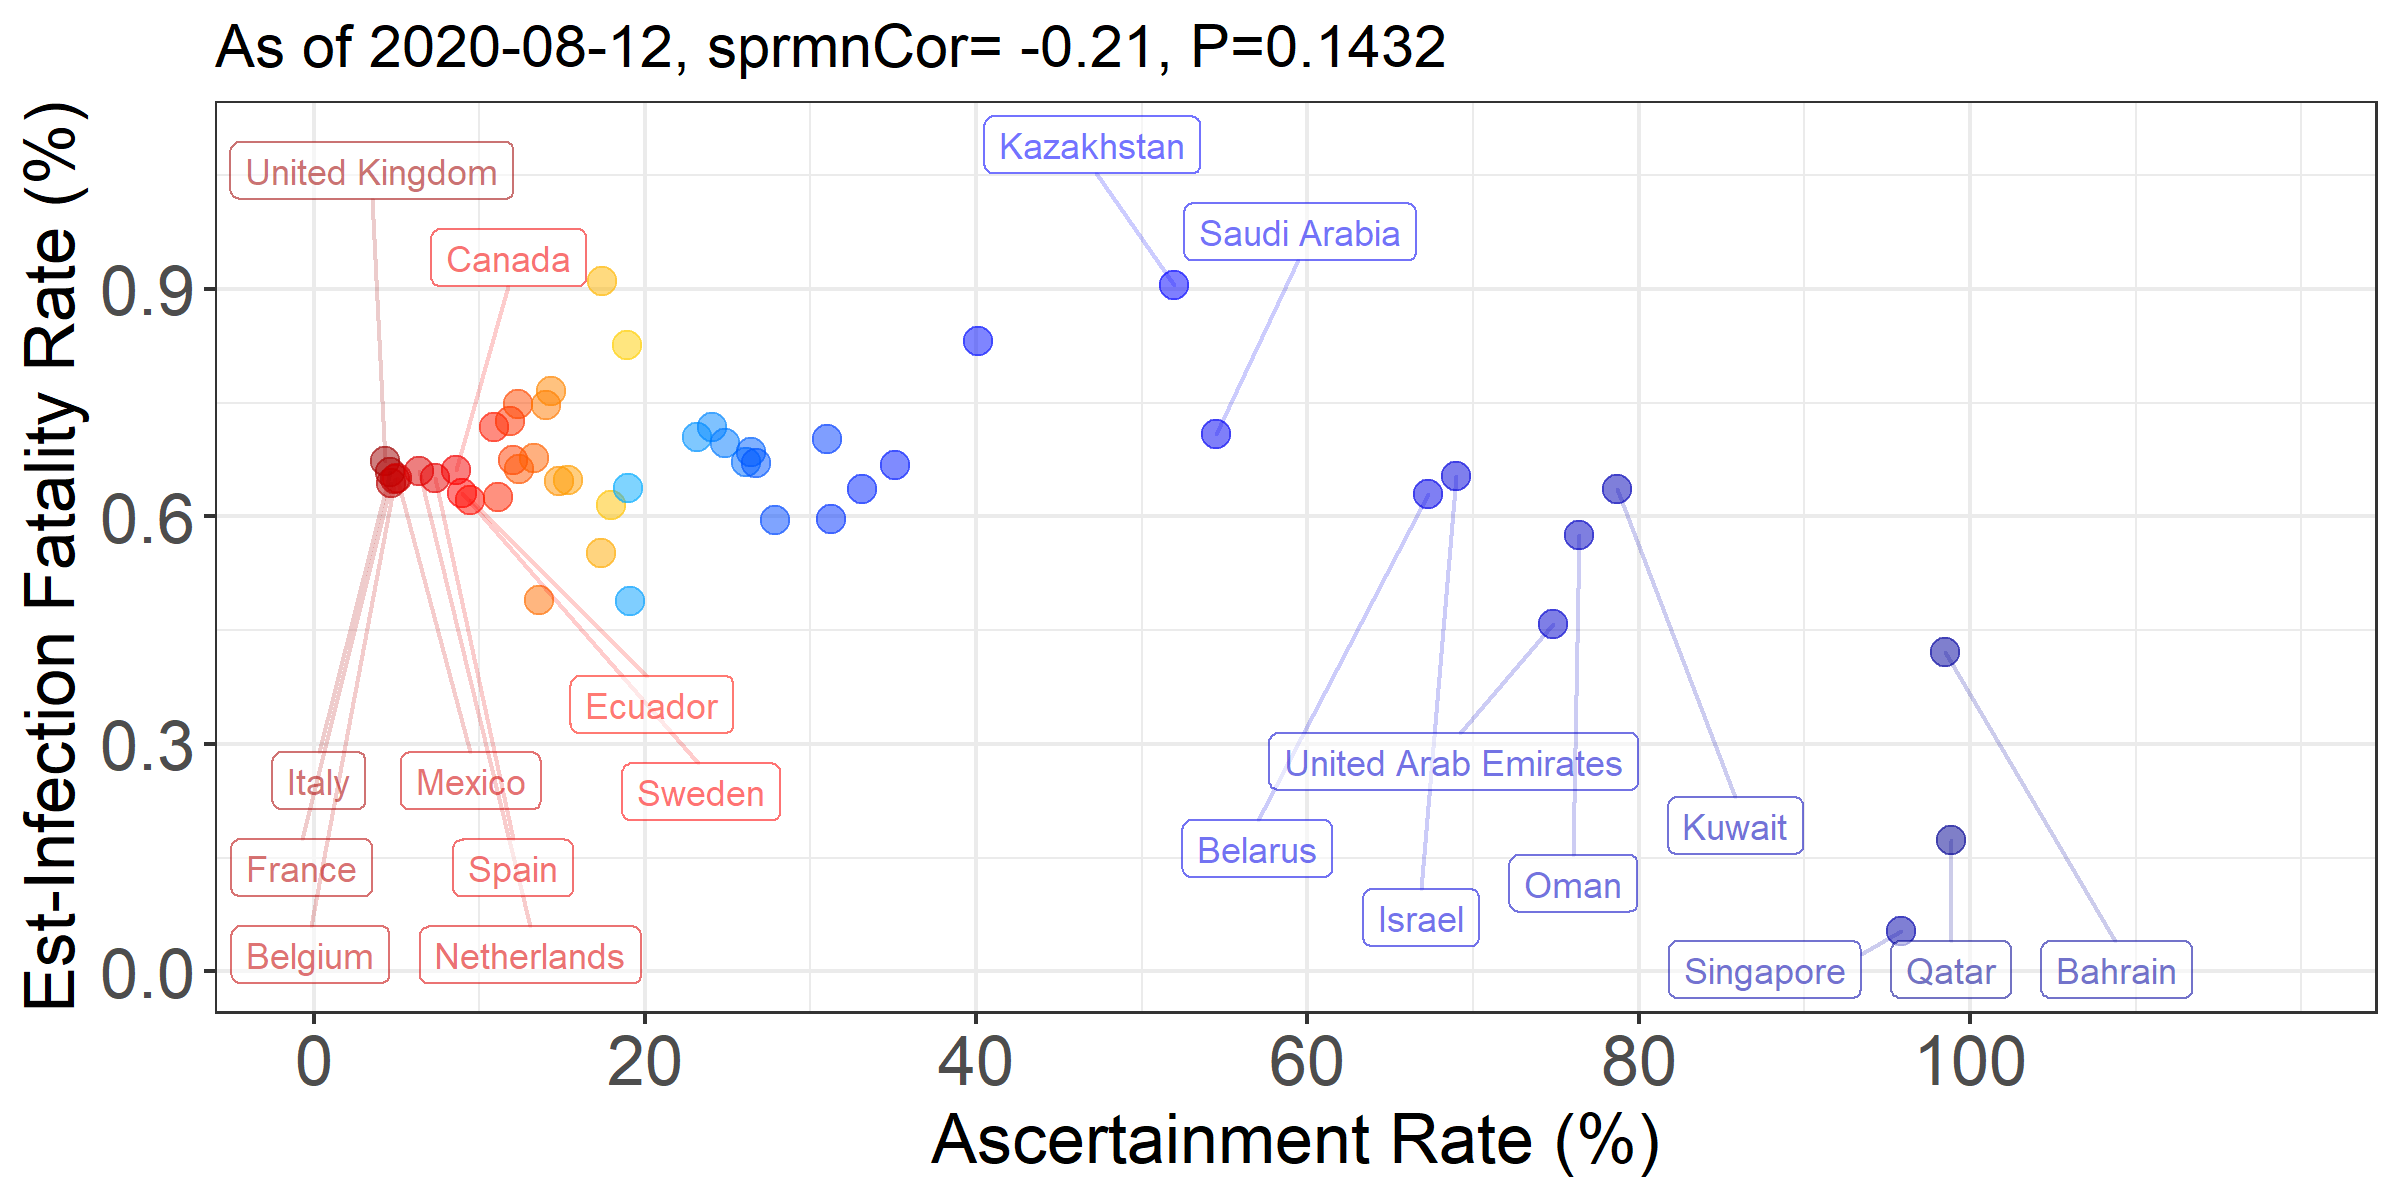 As of 2020-08-12, sprmnCor= -0.21, P=0.1432
Est-Infection Fatality Rate (%)
0.9
0.6
0.3
0.0
United Kingdom
Canada
Kazakhstan
Saudi Arabia
Ecuador
Italy
Mexico
Sweden
United Arab Emirates
Belarus
Kuwait
France
Spain
Oman
Israel
Belgium
Netherlands
Singapore
Qatar
Bahrain
0
20
40
60
80
100
Ascertainment Rate (%)